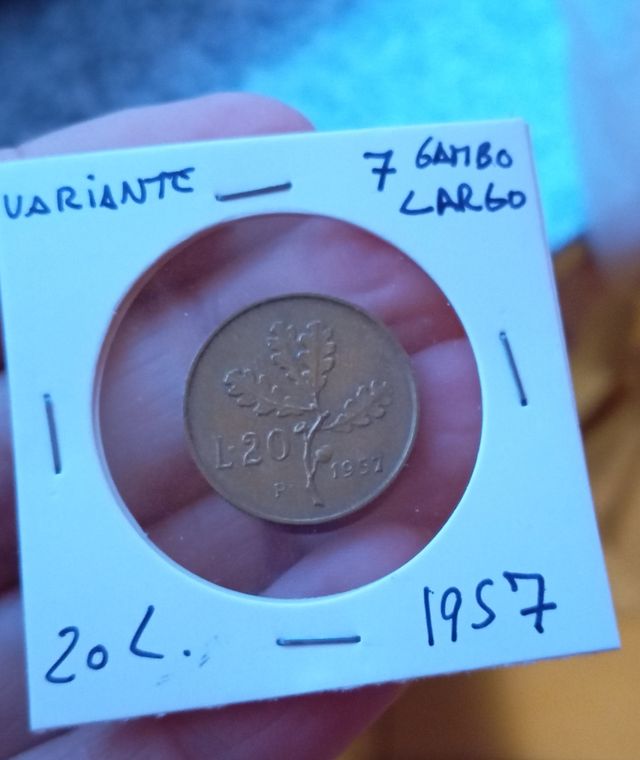 VARIANTE
7 GAMBO
LARGO
L·20
P
1957
20 L.
1957